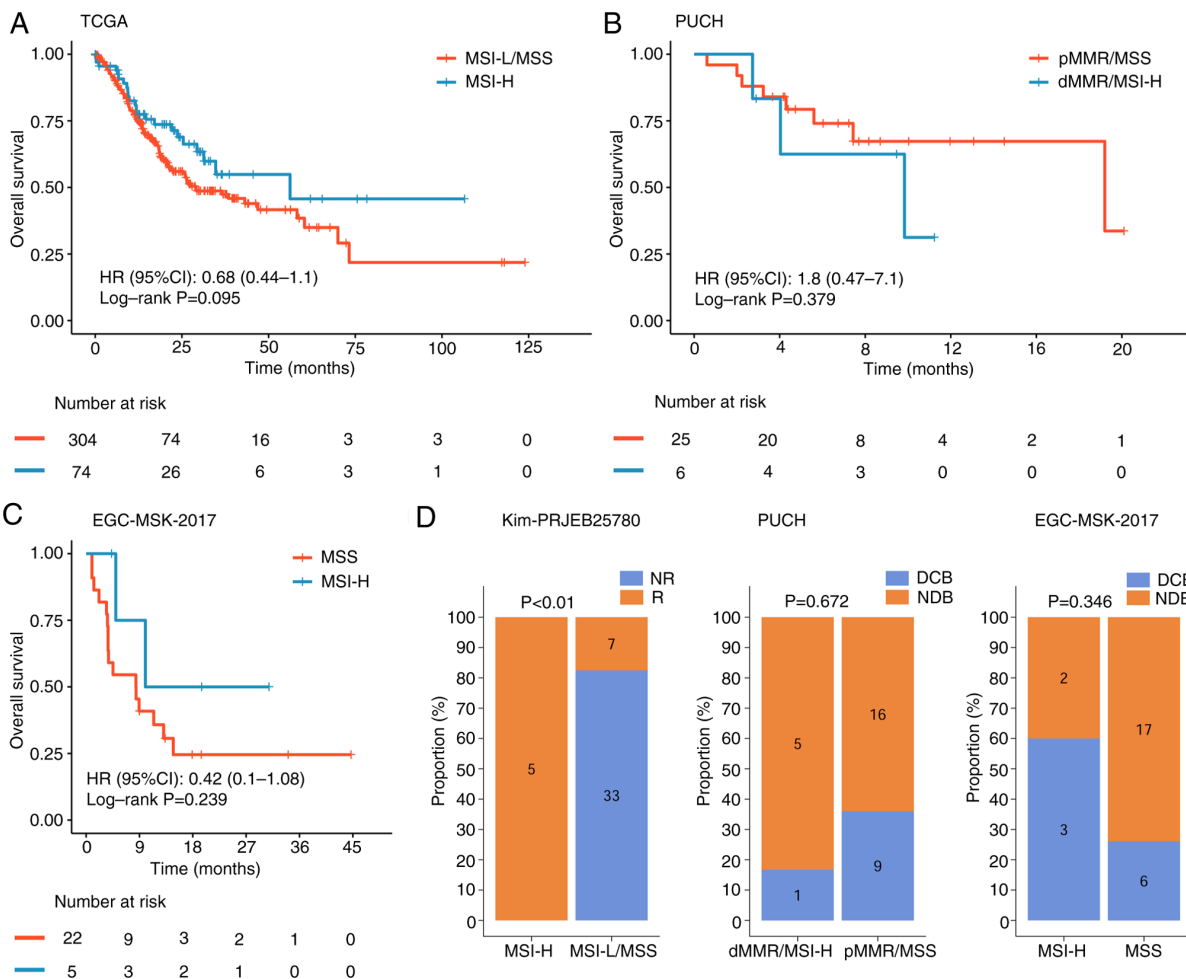 A TCGA
1.00
0.75
0.50
0.25
0.00
Overall survival
MSI-L/MSS
MSI-H
HR (95%CI): 0.68 (0.44–1.1)
Log–rank P=0.095
0 25 50 75 100 125
Time (months)
Number at risk
304 74 16 3 3 0
74 26 6 3 1 0
B PUCH
1.00
0.75
0.50
0.25
0.00
Overall survival
pMMR/MSS
dMMR/MSI-H
HR (95%CI): 1.8 (0.47–7.1)
Log–rank P=0.379
0 4 8 12 16 20
Time (months)
Number at risk
25 20 8 4 2 1
6 4 3 0 0 0
C EGC-MSK-2017
1.00
0.75
0.50
0.25
0.00
Overall survival
MSS
MSI-H
HR (95%CI): 0.42 (0.1–1.08)
Log–rank P=0.239
0 9 18 27 36 45
Time (months)
Number at risk
22 9 3 2 1 0
5 3 2 1 0 0
D Kim-PRJEB25780
NR
R
P<0.01
100
90
80
70
60
50
40
30
20
10
0
Proportion (%)
5
7
33
MSI-H MSI-L/MSS
PUCH
DCB
NDB
P=0.672
100
90
80
70
60
50
40
30
20
10
0
Proportion (%)
5
1
16
9
dMMR/MSI-H pMMR/MSS
EGC-MSK-2017
DCB
NDB
P=0.346
100
90
80
70
60
50
40
30
20
10
0
Proportion (%)
2
3
17
6
MSI-H MSS